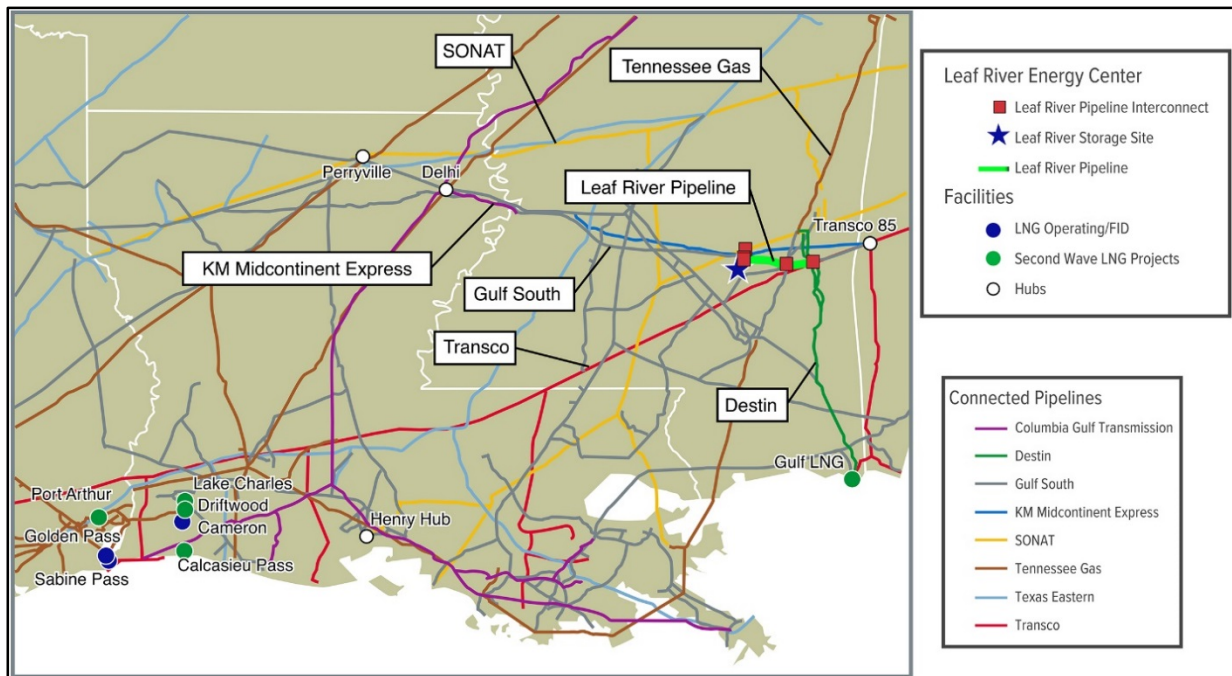 SONAT
Tennessee Gas
Perryville
Delhi
Leaf River Pipeline
Transco 85
KM Midcontinent Express
Gulf South
Transco
Destin
Gulf LNG
Port Arthur
Lake Charles
Driftwood
Golden Pass
Cameron
Henry Hub
Sabine Pass
Calcasieu Pass
Leaf River Energy Center
Leaf River Pipeline Interconnect
Leaf River Storage Site
Leaf River Pipeline
Facilities
LNG Operating/FID
Second Wave LNG Projects
Hubs
Connected Pipelines
Columbia Gulf Transmission
Destin
Gulf South
KM Midcontinent Express
SONAT
Tennessee Gas
Texas Eastern
Transco